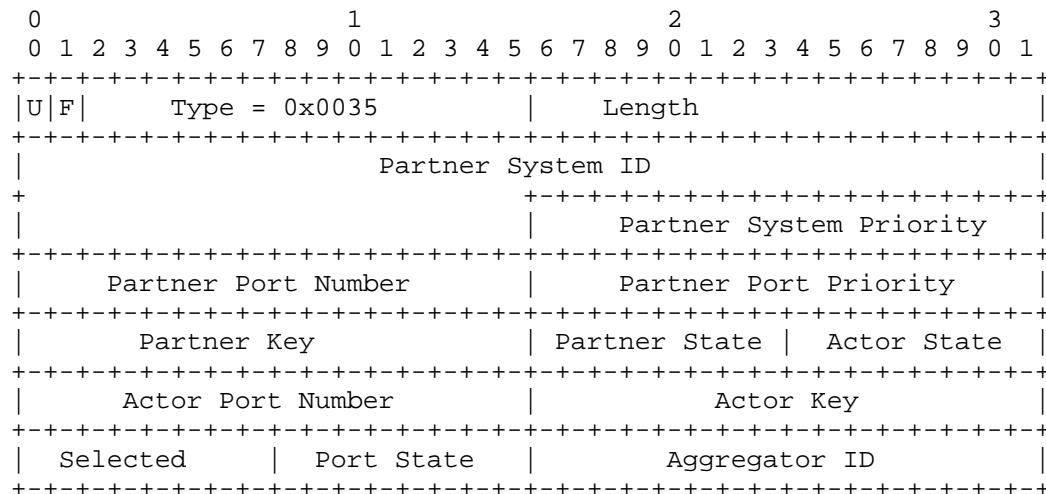 0                   1                   2                   3
 0 1 2 3 4 5 6 7 8 9 0 1 2 3 4 5 6 7 8 9 0 1 2 3 4 5 6 7 8 9 0 1
+-+-+-+-+-+-+-+-+-+-+-+-+-+-+-+-+-+-+-+-+-+-+-+-+-+-+-+-+-+-+-+-+
|U|F|     Type = 0x0035         |    Length                     |
+-+-+-+-+-+-+-+-+-+-+-+-+-+-+-+-+-+-+-+-+-+-+-+-+-+-+-+-+-+-+-+-+
|                      Partner System ID                        |
+                               +-+-+-+-+-+-+-+-+-+-+-+-+-+-+-+-+
|                               |     Partner System Priority   |
+-+-+-+-+-+-+-+-+-+-+-+-+-+-+-+-+-+-+-+-+-+-+-+-+-+-+-+-+-+-+-+-+
|     Partner Port Number       |     Partner Port Priority     |
+-+-+-+-+-+-+-+-+-+-+-+-+-+-+-+-+-+-+-+-+-+-+-+-+-+-+-+-+-+-+-+-+
|       Partner Key             | Partner State |  Actor State  |
+-+-+-+-+-+-+-+-+-+-+-+-+-+-+-+-+-+-+-+-+-+-+-+-+-+-+-+-+-+-+-+-+
|      Actor Port Number        |           Actor Key           |
+-+-+-+-+-+-+-+-+-+-+-+-+-+-+-+-+-+-+-+-+-+-+-+-+-+-+-+-+-+-+-+-+
|  Selected     |  Port State   |        Aggregator ID          |
+-+-+-+-+-+-+-+-+-+-+-+-+-+-+-+-+-+-+-+-+-+-+-+-+-+-+-+-+-+-+-+-+